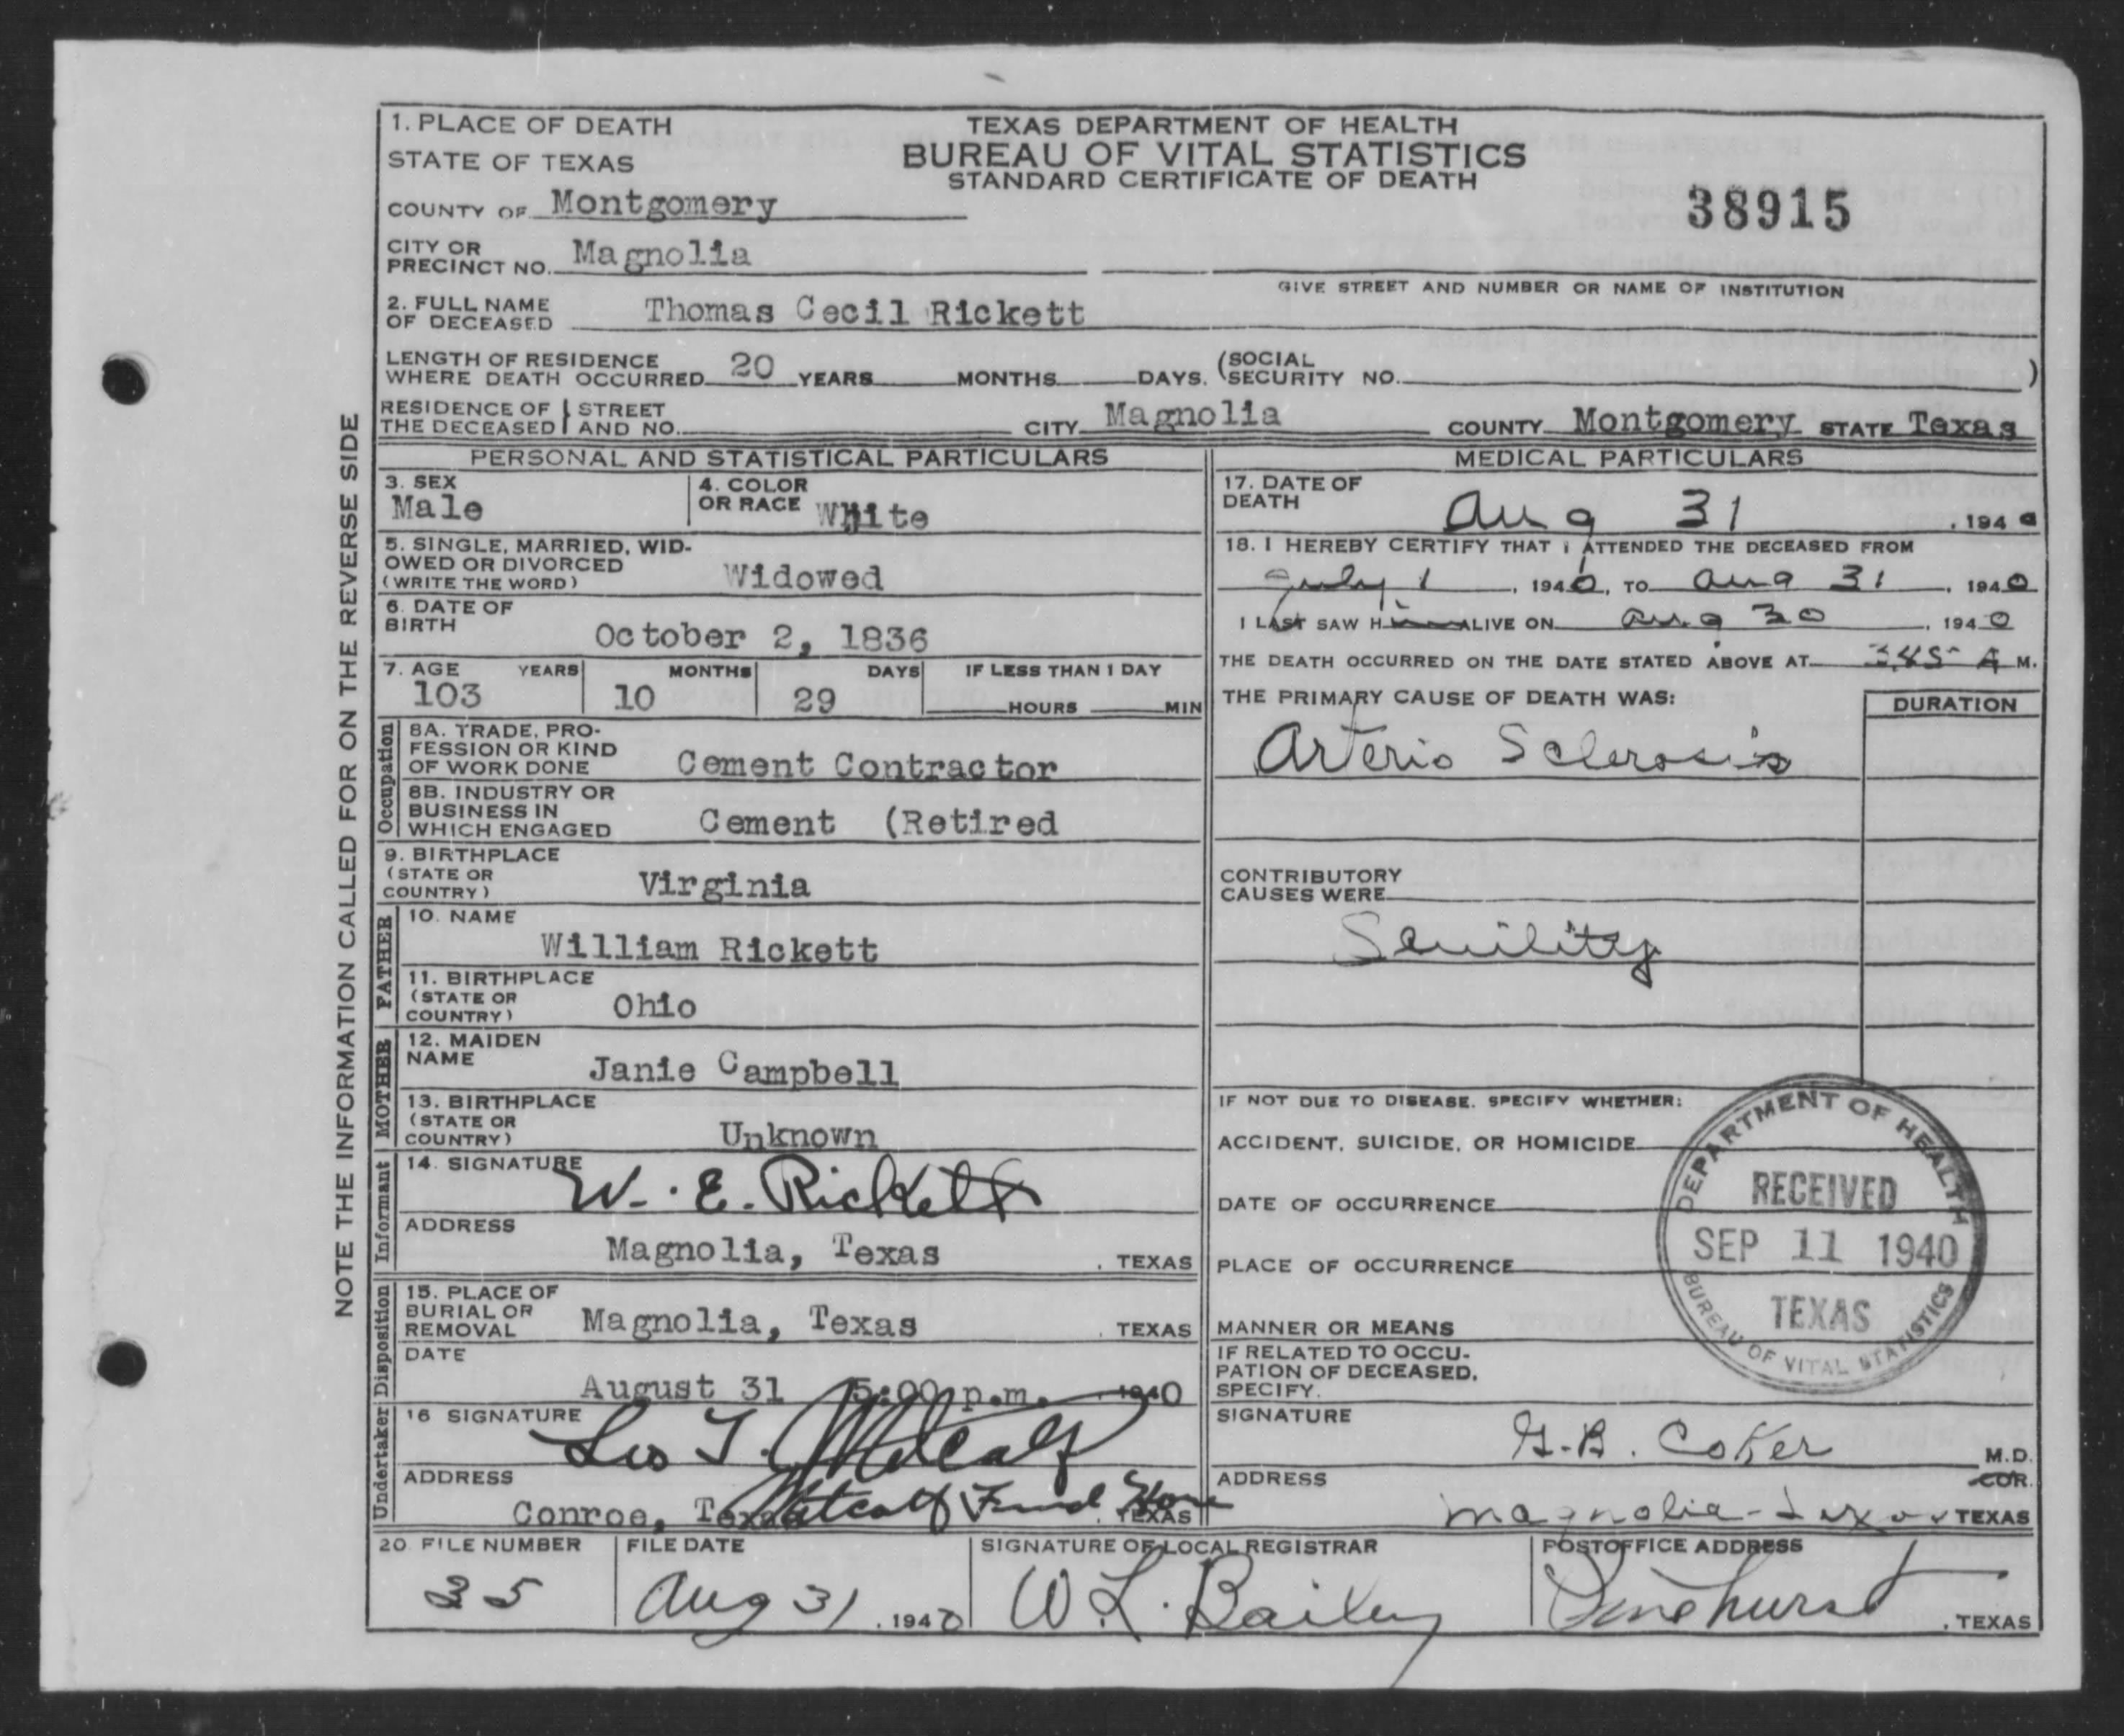 NOTE THE INFORMATION CALLED FOR ON THE REVERSE SIDE
1. PLACE OF DEATH
STATE OF TEXAS
COUNTY OF Montgomery
CITY OR PRECINCT NO. Magnolia
TEXAS DEPARTMENT OF HEALTH
BUREAU OF VITAL STATISTICS
STANDARD CERTIFICATE OF DEATH
38915
GIVE STREET AND NUMBER OR NAME OF INSTITUTION
2. FULL NAME OF DECEASED Thomas Cecil Rickett
LENGTH OF RESIDENCE WHERE DEATH OCCURRED 20 YEARS MONTHS DAYS. (SOCIAL SECURITY NO. )
RESIDENCE OF THE DECEASED STREET AND NO. CITY Magnolia COUNTY Montgomery STATE Texas
PERSONAL AND STATISTICAL PARTICULARS
3. SEX Male
4. COLOR OR RACE White
5. SINGLE, MARRIED, WID-
OWED OR DIVORCED
(WRITE THE WORD) Widowed
6. DATE OF BIRTH October 2, 1836
7. AGE YEARS MONTHS DAYS IF LESS THAN 1 DAY
103 10 29 HOURS MIN
Occupation
8A. TRADE, PRO-
FESSION OR KIND
OF WORK DONE Cement Contractor
8B. INDUSTRY OR
BUSINESS IN
WHICH ENGAGED Cement (Retired
9. BIRTHPLACE
(STATE OR
COUNTRY) Virginia
FATHER
10. NAME
William Rickett
11. BIRTHPLACE
(STATE OR
COUNTRY) Ohio
MOTHER
12. MAIDEN
NAME Janie Campbell
13. BIRTHPLACE
(STATE OR
COUNTRY) Unknown
Informant
14. SIGNATURE W. E. Rickett
ADDRESS
Magnolia, Texas , TEXAS
Disposition
15. PLACE OF
BURIAL OR
REMOVAL Magnolia, Texas , TEXAS
DATE
August 31 5:00 p.m. , 1940
Undertaker
16 SIGNATURE Leo T. Metcalf
ADDRESS Metcalf Funeral Home
Conroe, Texas , TEXAS
MEDICAL PARTICULARS
17. DATE OF DEATH Aug 31 , 1940
18. I HEREBY CERTIFY THAT I ATTENDED THE DECEASED FROM
July 1 , 1940, TO Aug 31 , 1940
I LAST SAW HIM ALIVE ON Aug 30 , 1940
THE DEATH OCCURRED ON THE DATE STATED ABOVE AT 3:45 A M.
THE PRIMARY CAUSE OF DEATH WAS: DURATION
Arterio Sclerosis
CONTRIBUTORY
CAUSES WERE
Senility
IF NOT DUE TO DISEASE, SPECIFY WHETHER:
ACCIDENT, SUICIDE, OR HOMICIDE
DATE OF OCCURRENCE
PLACE OF OCCURRENCE
MANNER OR MEANS
IF RELATED TO OCCU-
PATION OF DECEASED,
SPECIFY.
DEPARTMENT OF HEALTH
RECEIVED
SEP 11 1940
TEXAS
BUREAU OF VITAL STATISTICS
SIGNATURE G.B. Coker M.D.
COR.
ADDRESS
Magnolia - Texas TEXAS
20 FILE NUMBER FILE DATE SIGNATURE OF LOCAL REGISTRAR POSTOFFICE ADDRESS
35 Aug 31 , 1940 W L. Bailey Pinehurst , TEXAS